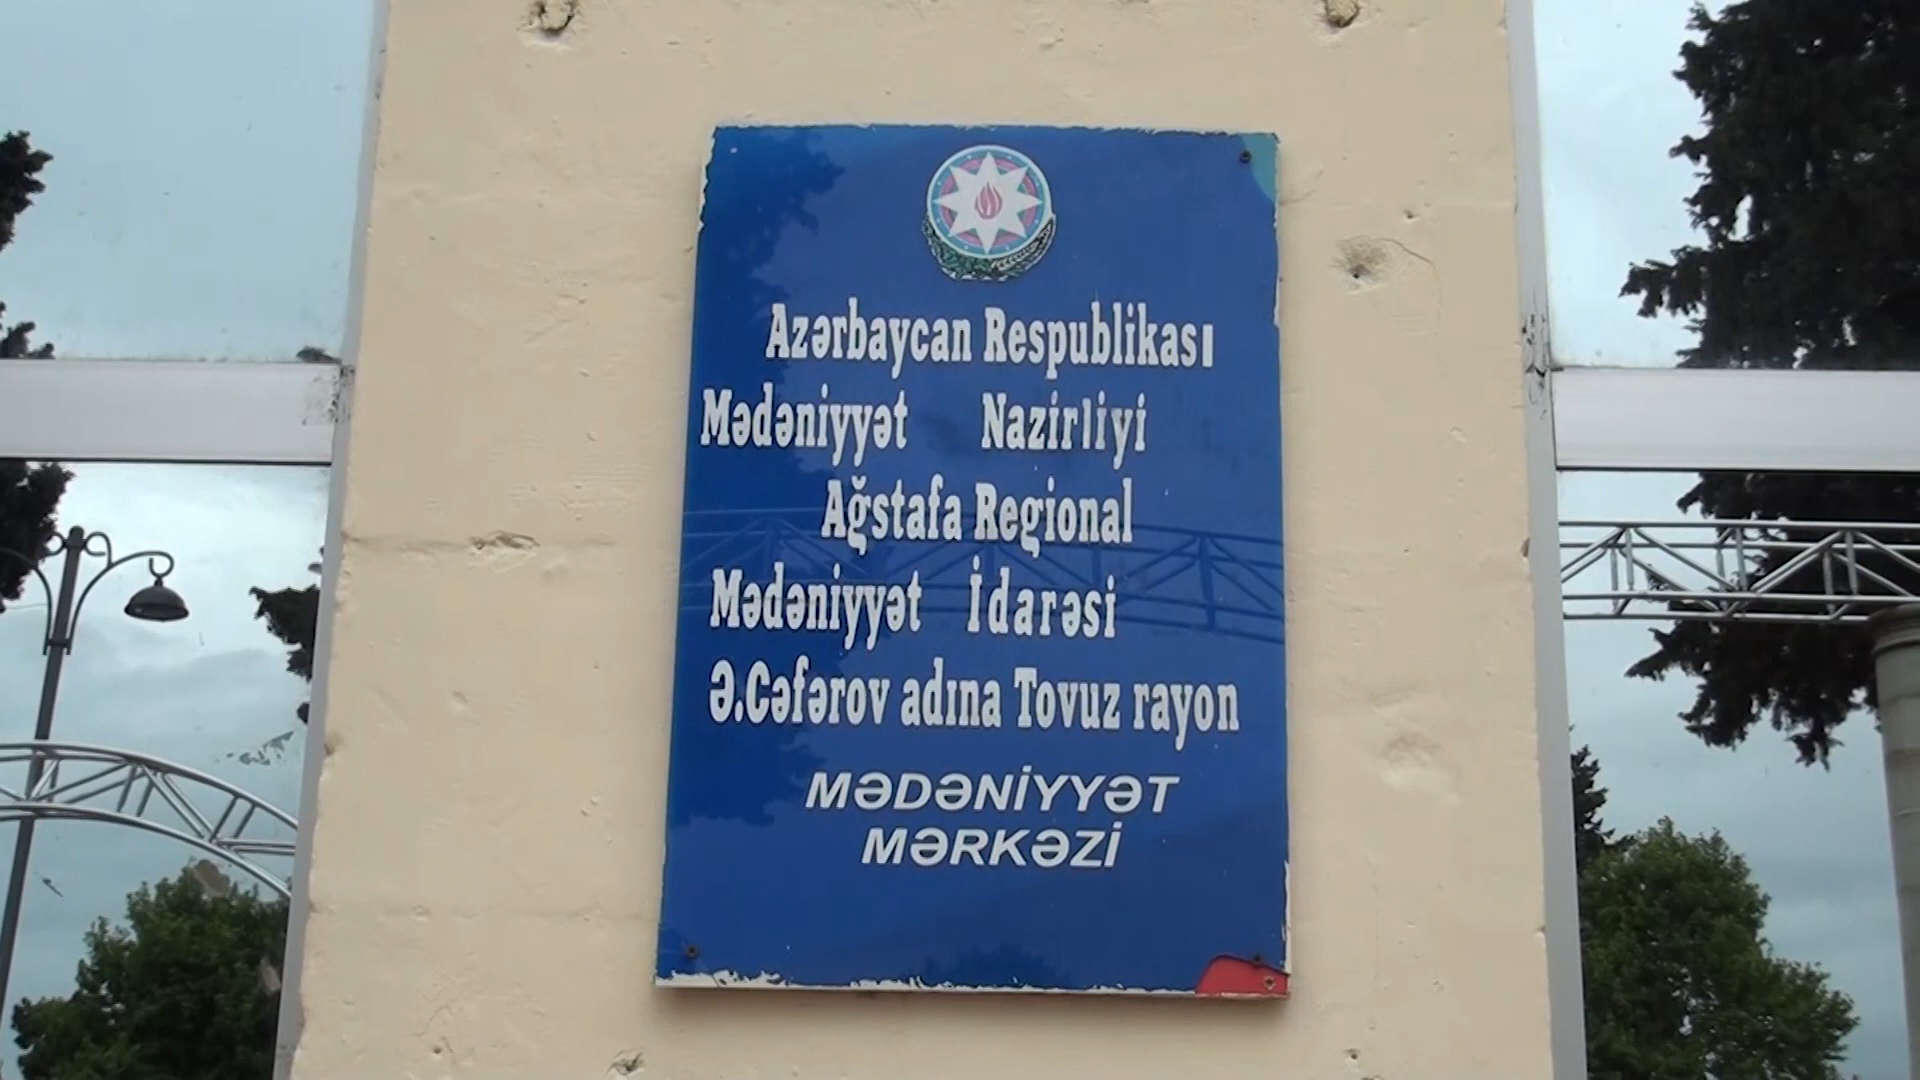 Azərbaycan Respublikası
Mədəniyyət Nazirliyi
Ağstafa Regional
Mədəniyyət İdarəsi
Ə.Cəfərov adına Tovuz rayon
MƏDƏNİYYƏT
MƏRKƏZİ